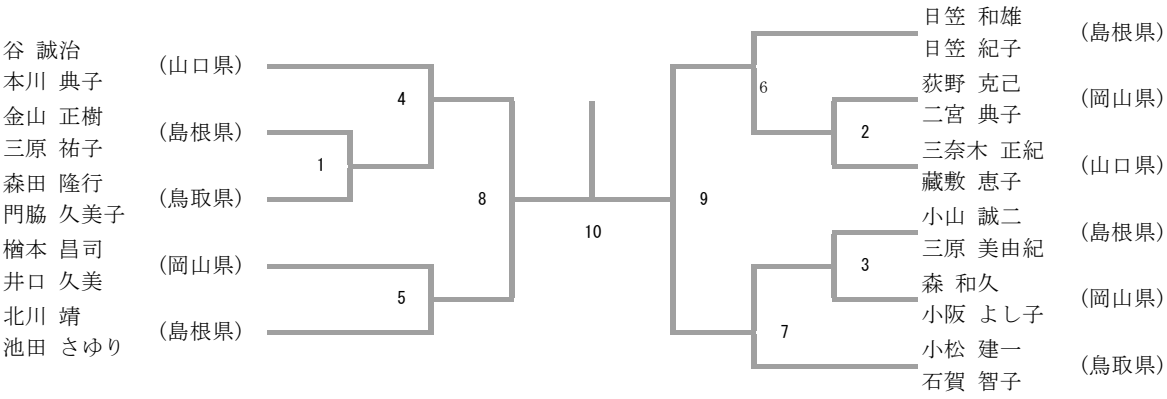 谷 誠治
(山口県)
本川 典子
金山 正樹
(島根県)
三原 祐子
森田 隆行
(鳥取県)
門脇 久美子
楢本 昌司
(岡山県)
井口 久美
北川 靖
(島根県)
池田 さゆり
4
1
8
5
10
日笠 和雄
(島根県)
日笠 紀子
荻野 克己
(岡山県)
二宮 典子
三奈木 正紀
(山口県)
藏敷 恵子
小山 誠二
(島根県)
三原 美由紀
森 和久
(岡山県)
小阪 よし子
小松 建一
(鳥取県)
石賀 智子
6
2
9
3
7